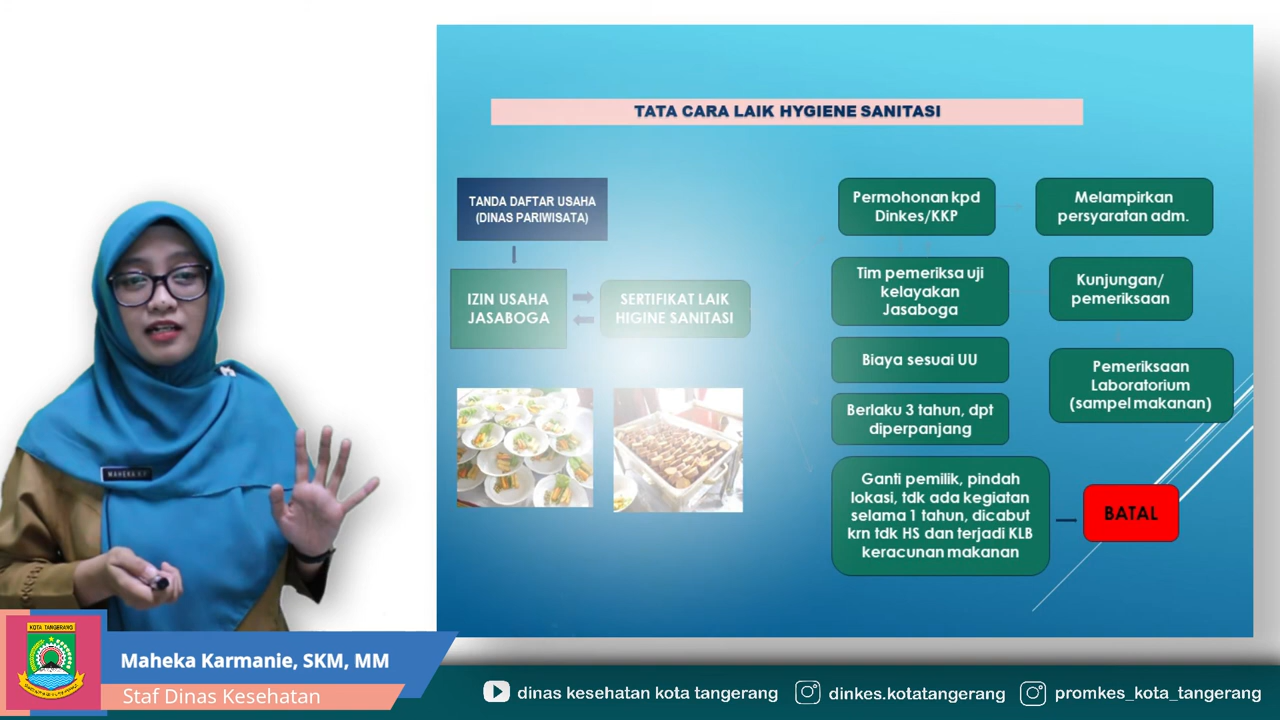 TATA CARA LAIK HYGIENE SANITASI
TANDA DAFTAR USAHA
(DINAS PARIWISATA)
IZIN USAHA
JASABOGA
SERTIFIKAT LAIK
HIGINE SANITASI
Permohonan kpd
Dinkes/KKP
Melampirkan
persyaratan adm.
Tim pemeriksa uji
kelayakan
Jasaboga
Kunjungan/
pemeriksaan
Biaya sesuai UU
Pemeriksaan
Laboratorium
(sampel makanan)
Berlaku 3 tahun, dpt
diperpanjang
Ganti pemilik, pindah
lokasi, tdk ada kegiatan
selama 1 tahun, dicabut
krn tdk HS dan terjadi KLB
keracunan makanan
BATAL
KOTA TANGERANG
Maheka Karmanie, SKM, MM
Staf Dinas Kesehatan
dinas kesehatan kota tangerang
dinkes.kotatangerang
promkes_kota_tangerang